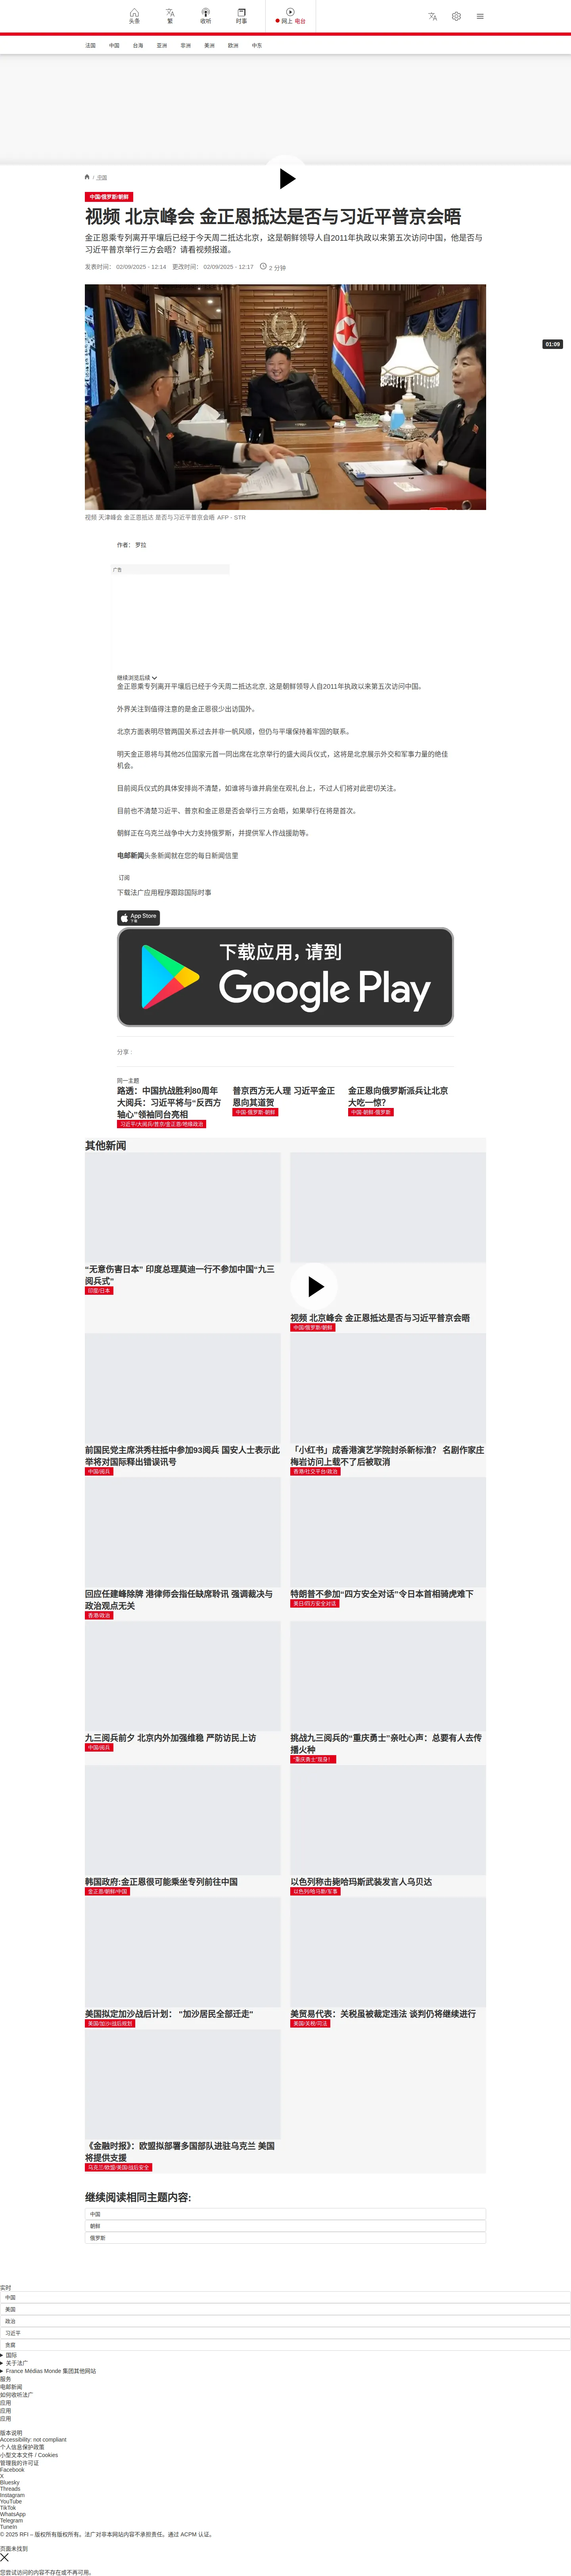 头条
繁
收听
时事
网上 电台
法国
中国
台海
亚洲
非洲
美洲
欧洲
中东
/ 中国
中国/俄罗斯/朝鲜
视频 北京峰会 金正恩抵达是否与习近平普京会晤
金正恩乘专列离开平壤后已经于今天周二抵达北京，这是朝鲜领导人自2011年执政以来第五次访问中国，他是否与
习近平普京举行三方会晤？请看视频报道。
发表时间： 02/09/2025 - 12:14 更改时间： 02/09/2025 - 12:17 2 分钟
01:09
视频 天津峰会 金正恩抵达 是否与习近平普京会晤 AFP - STR
作者： 罗拉
广告
继续浏览后续
金正恩乘专列离开平壤后已经于今天周二抵达北京, 这是朝鲜领导人自2011年执政以来第五次访问中国。
外界关注到值得注意的是金正恩很少出访国外。
北京方面表明尽管两国关系过去并非一帆风顺，但仍与平壤保持着牢固的联系。
明天金正恩将与其他25位国家元首一同出席在北京举行的盛大阅兵仪式，这将是北京展示外交和军事力量的绝佳
机会。
目前阅兵仪式的具体安排尚不清楚，如谁将与谁并肩坐在观礼台上，不过人们将对此密切关注。
目前也不清楚习近平、普京和金正恩是否会举行三方会晤，如果举行在将是首次。
朝鲜正在乌克兰战争中大力支持俄罗斯，并提供军人作战援助等。
电邮新闻头条新闻就在您的每日新闻信里
订阅
下载法广应用程序跟踪国际时事
App Store
下载
下载应用，请到
Google Play
分享 :
同一主题
路透：中国抗战胜利80周年
大阅兵：习近平将与“反西方
轴心”领袖同台亮相
习近平/大阅兵/普京/金正恩/地缘政治
普京西方无人理 习近平金正
恩向其道贺
中国-俄罗斯-朝鲜
金正恩向俄罗斯派兵让北京
大吃一惊？
中国-朝鲜/俄罗斯
其他新闻
“无意伤害日本” 印度总理莫迪一行不参加中国“九三
阅兵式”
印度/日本
视频 北京峰会 金正恩抵达是否与习近平普京会晤
中国/俄罗斯/朝鲜
前国民党主席洪秀柱抵中参加93阅兵 国安人士表示此
举将对国际释出错误讯号
中国/阅兵
「小红书」成香港演艺学院封杀新标准？ 名剧作家庄
梅岩访问上载不了后被取消
香港/社交平台/政治
回应任建峰除牌 港律师会指任缺席聆讯 强调裁决与
政治观点无关
香港/政治
特朗普不参加“四方安全对话”令日本首相骑虎难下
美日/四方安全对话
九三阅兵前夕 北京内外加强维稳 严防访民上访
中国/阅兵
挑战九三阅兵的“重庆勇士”亲吐心声：总要有人去传
播火种
“重庆勇士”现身！
韩国政府:金正恩很可能乘坐专列前往中国
金正恩/朝鲜/中国
以色列称击毙哈玛斯武装发言人乌贝达
以色列/哈马斯/军事
美国拟定加沙战后计划： "加沙居民全部迁走"
美国/加沙/战后规划
美贸易代表：关税虽被裁定违法 谈判仍将继续进行
美国/关税/司法
《金融时报》：欧盟拟部署多国部队进驻乌克兰 美国
将提供支援
乌克兰/欧盟/美国/战后安全
继续阅读相同主题内容:
中国
朝鲜
俄罗斯
实时
中国
美国
政治
习近平
贪腐
国际
关于法广
France Médias Monde 集团其他网站
服务
电邮新闻
如何收听法广
应用
应用
应用
版本说明
Accessibility: not compliant
个人信息保护政策
小型文本文件 / Cookies
管理我的许可证
Facebook
X
Bluesky
Threads
Instagram
YouTube
TikTok
WhatsApp
Telegram
TuneIn
© 2025 RFI – 版权所有版权所有。法广对非本网站内容不承担责任。通过 ACPM 认证。
页面未找到
您尝试访问的内容不存在或不再可用。